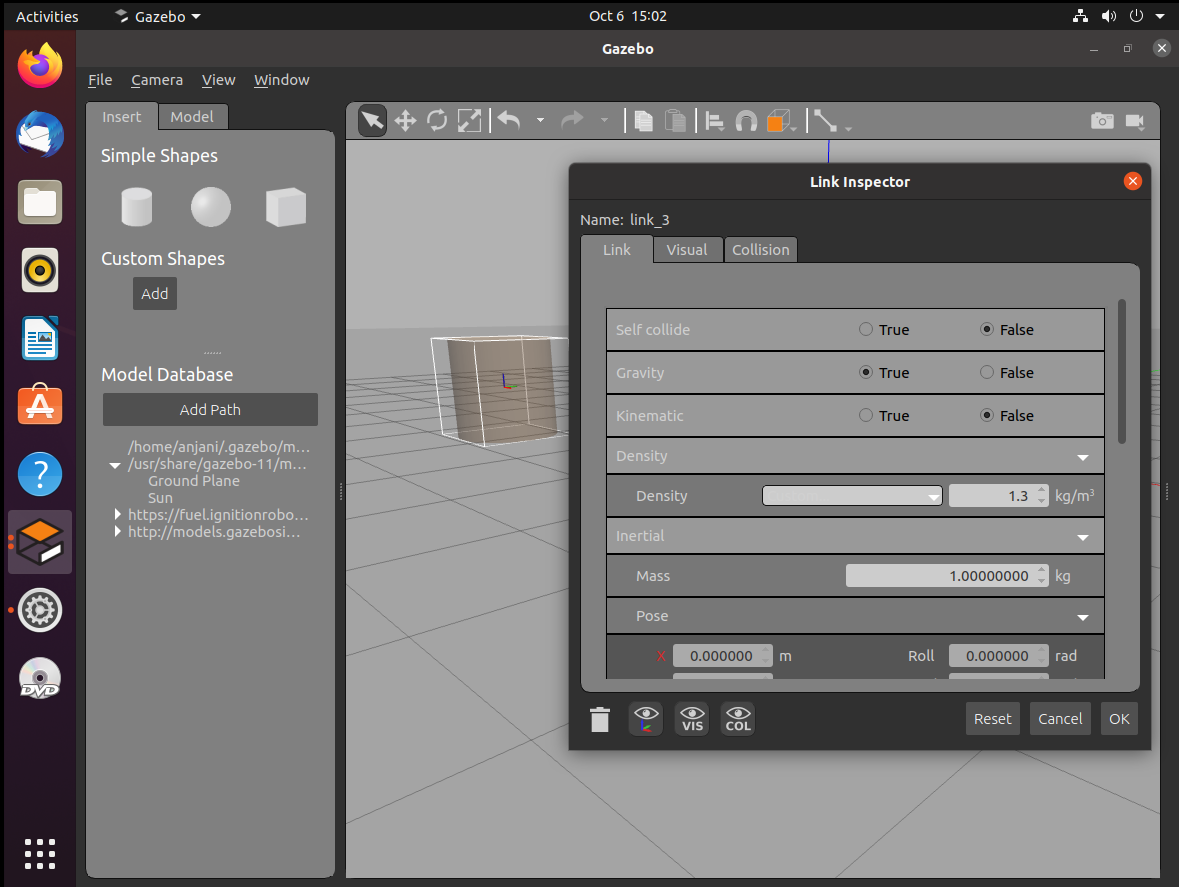 Activities Gazebo Oct 6 15:02
Gazebo
File Camera View Window
Insert Model
Simple Shapes
Custom Shapes
Add
Model Database
Add Path
/home/anjani/.gazebo/m...
/usr/share/gazebo-11/m...
Ground Plane
Sun
https://fuel.ignitionrobo...
http://models.gazebosi...
Link Inspector
Name: link_3
Link Visual Collision
Self collide True False
Gravity True False
Kinematic True False
Density
Density 1.3 kg/m³
Inertial
Mass 1.00000000 kg
Pose
X 0.000000 m Roll 0.000000 rad
VIS COL
Reset Cancel OK
DVD